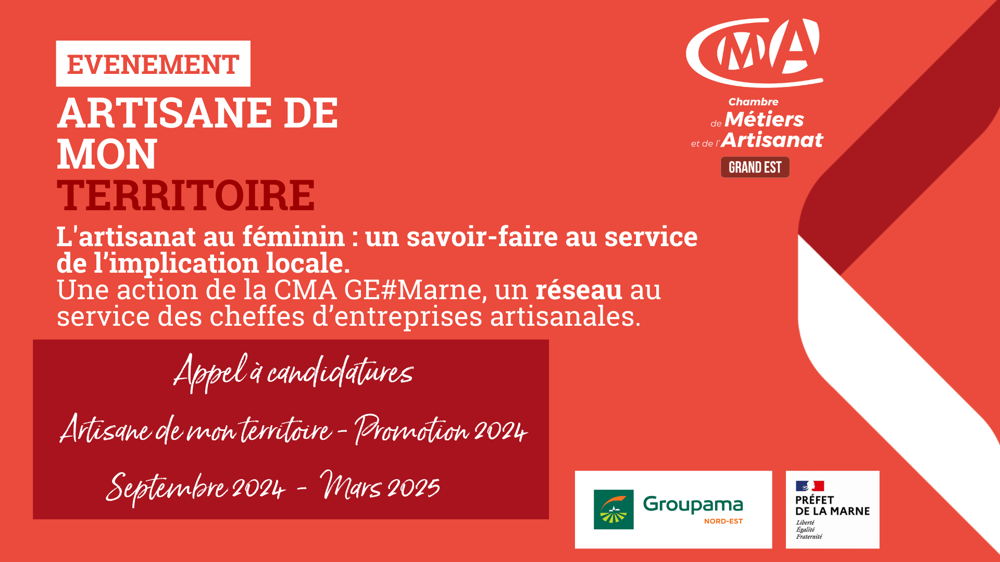 EVENEMENT
ARTISANE DE
MON
TERRITOIRE
L'artisanat au féminin : un savoir-faire au service
de l’implication locale.
Une action de la CMA GE#Marne, un réseau au
service des cheffes d’entreprises artisanales.
Appel à candidatures
Artisane de mon territoire - Promotion 2024
Septembre 2024 - Mars 2025
CMA
Chambre
de Métiers
et de l’Artisanat
GRAND EST
Groupama
NORD-EST
PRÉFET
DE LA MARNE
Liberté
Égalité
Fraternité